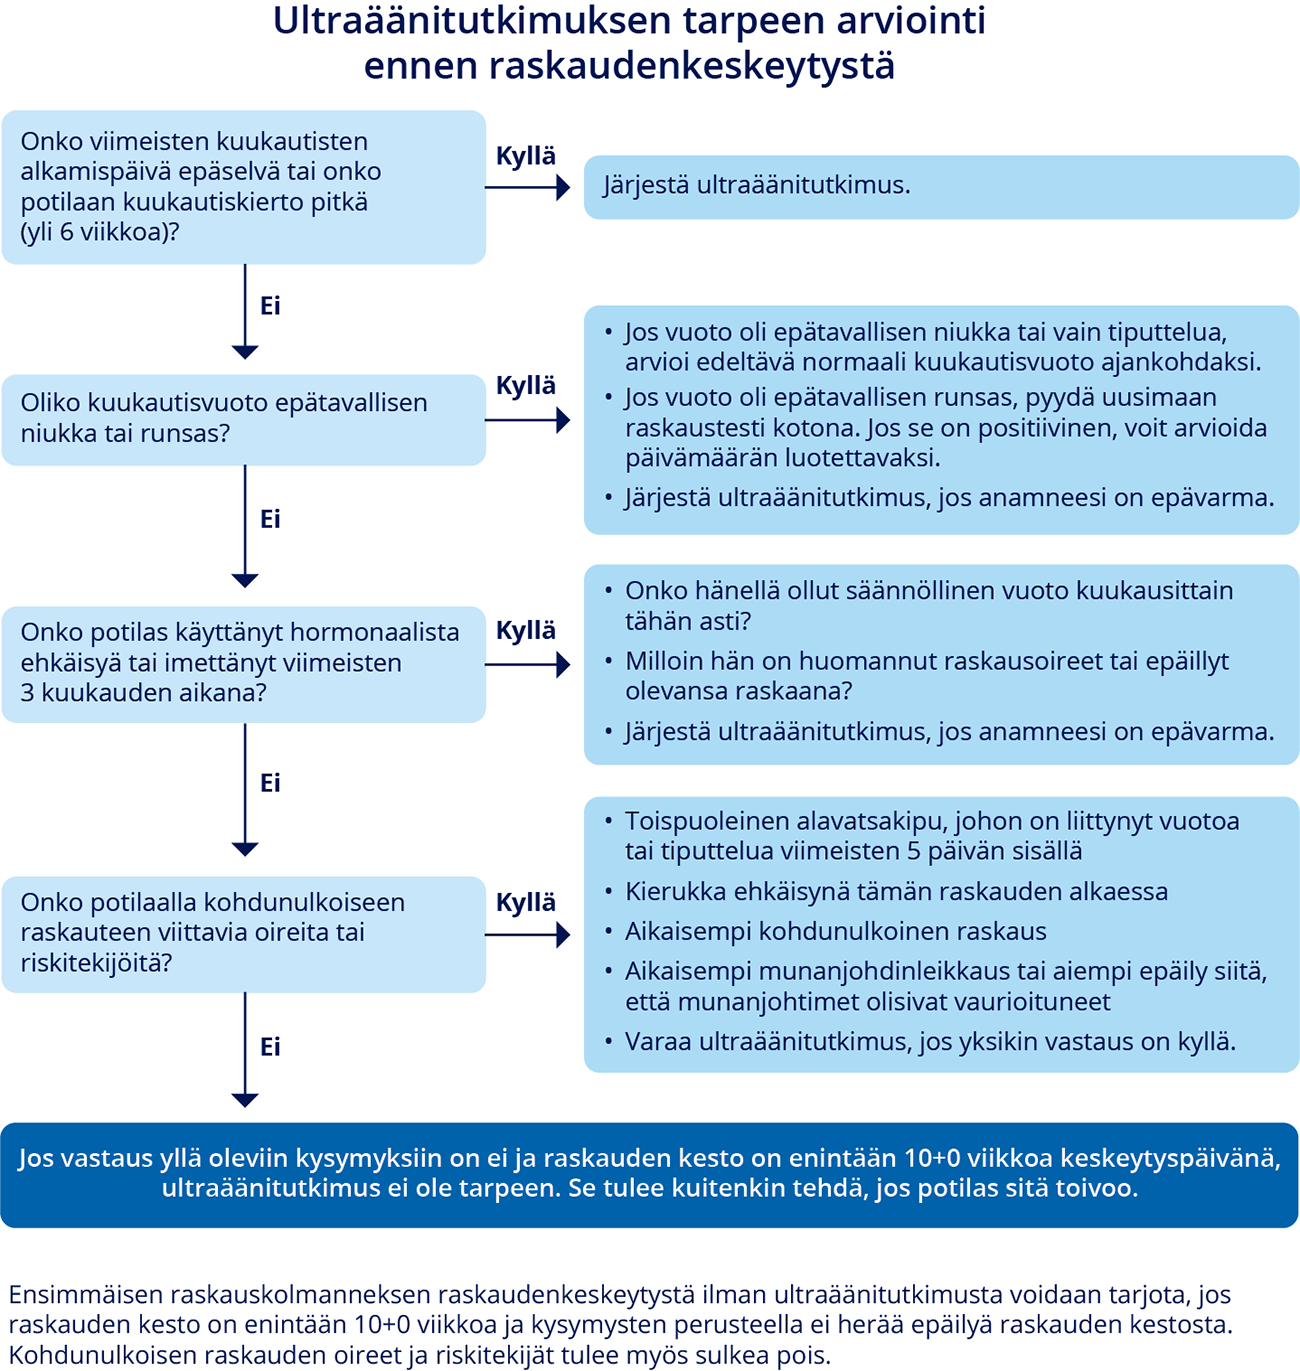 Ultraäänitutkimuksen tarpeen arviointi
ennen raskaudenkeskeytystä
Onko viimeisten kuukautisten
alkamispäivä epäselvä tai onko
potilaan kuukautiskierto pitkä
(yli 6 viikkoa)?
Kyllä
Järjestä ultraäänitutkimus.
Ei
Oliko kuukautisvuoto epätavallisen
niukka tai runsas?
Kyllä
• Jos vuoto oli epätavallisen niukka tai vain tiputtelua,
arvioi edeltävä normaali kuukautisvuoto ajankohdaksi.
• Jos vuoto oli epätavallisen runsas, pyydä uusimaan
raskaustesti kotona. Jos se on positiivinen, voit arvioida
päivämäärän luotettavaksi.
• Järjestä ultraäänitutkimus, jos anamneesi on epävarma.
Ei
Onko potilas käyttänyt hormonaalista
ehkäisyä tai imettänyt viimeisten
3 kuukauden aikana?
Kyllä
• Onko hänellä ollut säännöllinen vuoto kuukausittain
tähän asti?
• Milloin hän on huomannut raskausoireet tai epäillyt
olevansa raskaana?
• Järjestä ultraäänitutkimus, jos anamneesi on epävarma.
Ei
Onko potilaalla kohdunulkoiseen
raskauteen viittavia oireita tai
riskitekijöitä?
Kyllä
• Toispuoleinen alavatsakipu, johon on liittynyt vuotoa
tai tiputtelua viimeisten 5 päivän sisällä
• Kierukka ehkäisynä tämän raskauden alkaessa
• Aikaisempi kohdunulkoinen raskaus
• Aikaisempi munanjohdinleikkaus tai aiempi epäily siitä,
että munanjohtimet olisivat vaurioituneet
• Varaa ultraäänitutkimus, jos yksikin vastaus on kyllä.
Ei
Jos vastaus yllä oleviin kysymyksiin on ei ja raskauden kesto on enintään 10+0 viikkoa keskeytyspäivänä,
ultraäänitutkimus ei ole tarpeen. Se tulee kuitenkin tehdä, jos potilas sitä toivoo.
Ensimmäisen raskauskolmanneksen raskaudenkeskeytystä ilman ultraäänitutkimusta voidaan tarjota, jos
raskauden kesto on enintään 10+0 viikkoa ja kysymysten perusteella ei herää epäilyä raskauden kestosta.
Kohdunulkoisen raskauden oireet ja riskitekijät tulee myös sulkea pois.